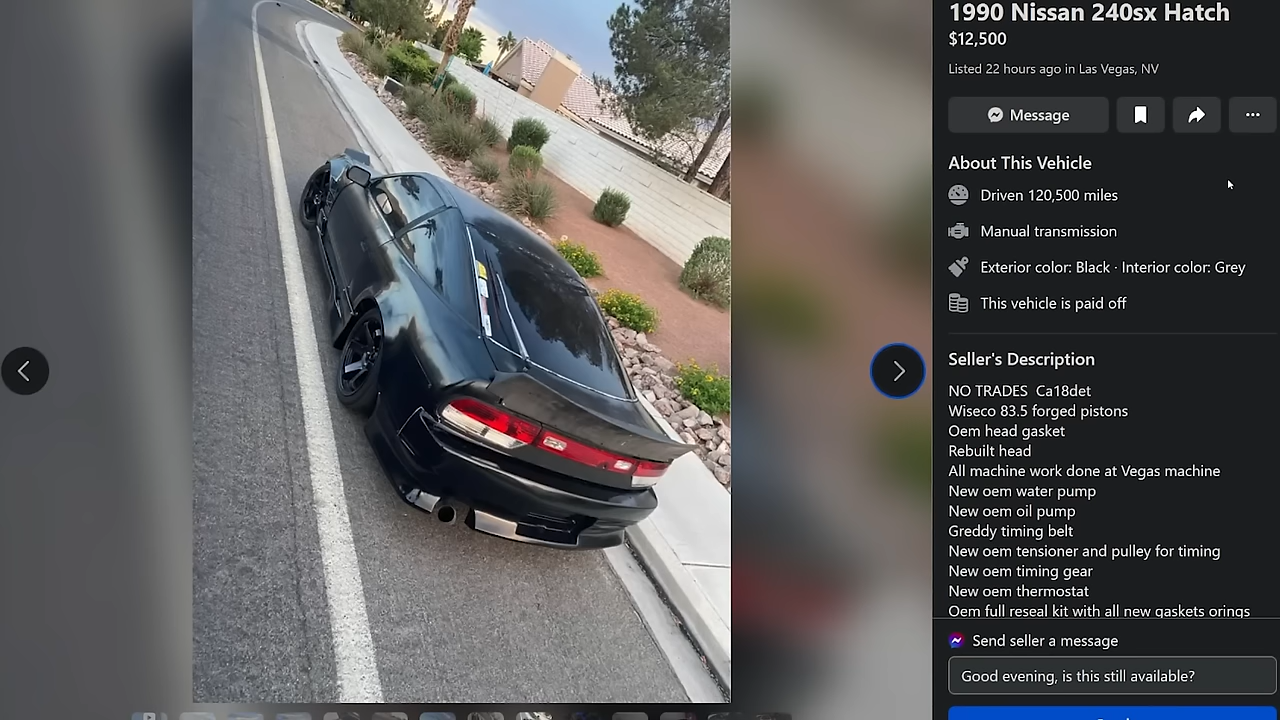 1990 Nissan 240sx Hatch
$12,500
Listed 22 hours ago in Las Vegas, NV
Message
About This Vehicle
Driven 120,500 miles
Manual transmission
Exterior color: Black · Interior color: Grey
This vehicle is paid off
Seller's Description
NO TRADES Ca18det
Wiseco 83.5 forged pistons
Oem head gasket
Rebuilt head
All machine work done at Vegas machine
New oem water pump
New oem oil pump
Greddy timing belt
New oem tensioner and pulley for timing
New oem timing gear
New oem thermostat
Oem full reseal kit with all new gaskets orings
Send seller a message
Good evening, is this still available?